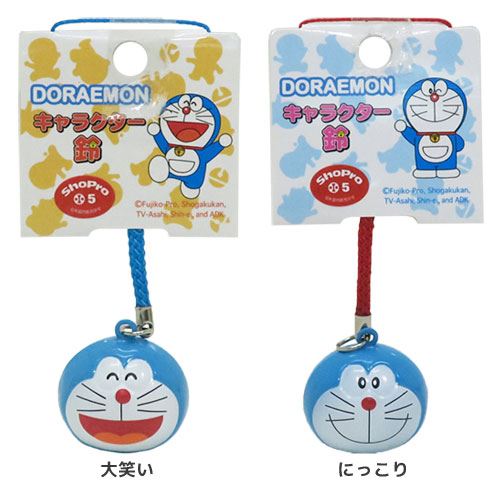 DORAEMON
キャラクター
鈴
ShoPro
5
©Fujiko-Pro, Shogakukan,
TV-Asahi, Shin-ei, and ADK
大笑い
DORAEMON
キャラクター
鈴
ShoPro
5
©Fujiko-Pro, Shogakukan,
TV-Asahi, Shin-ei, and ADK
にっこり